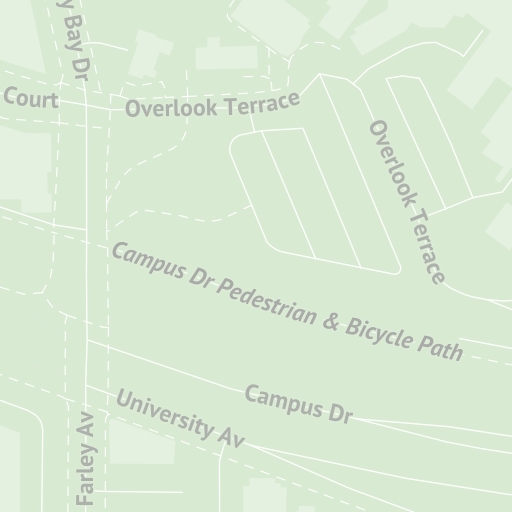 y Bay Dr
Court
Overlook Terrace
Overlook Terrace
Campus Dr Pedestrian & Bicycle Path
Campus Dr
University Av
Farley Av